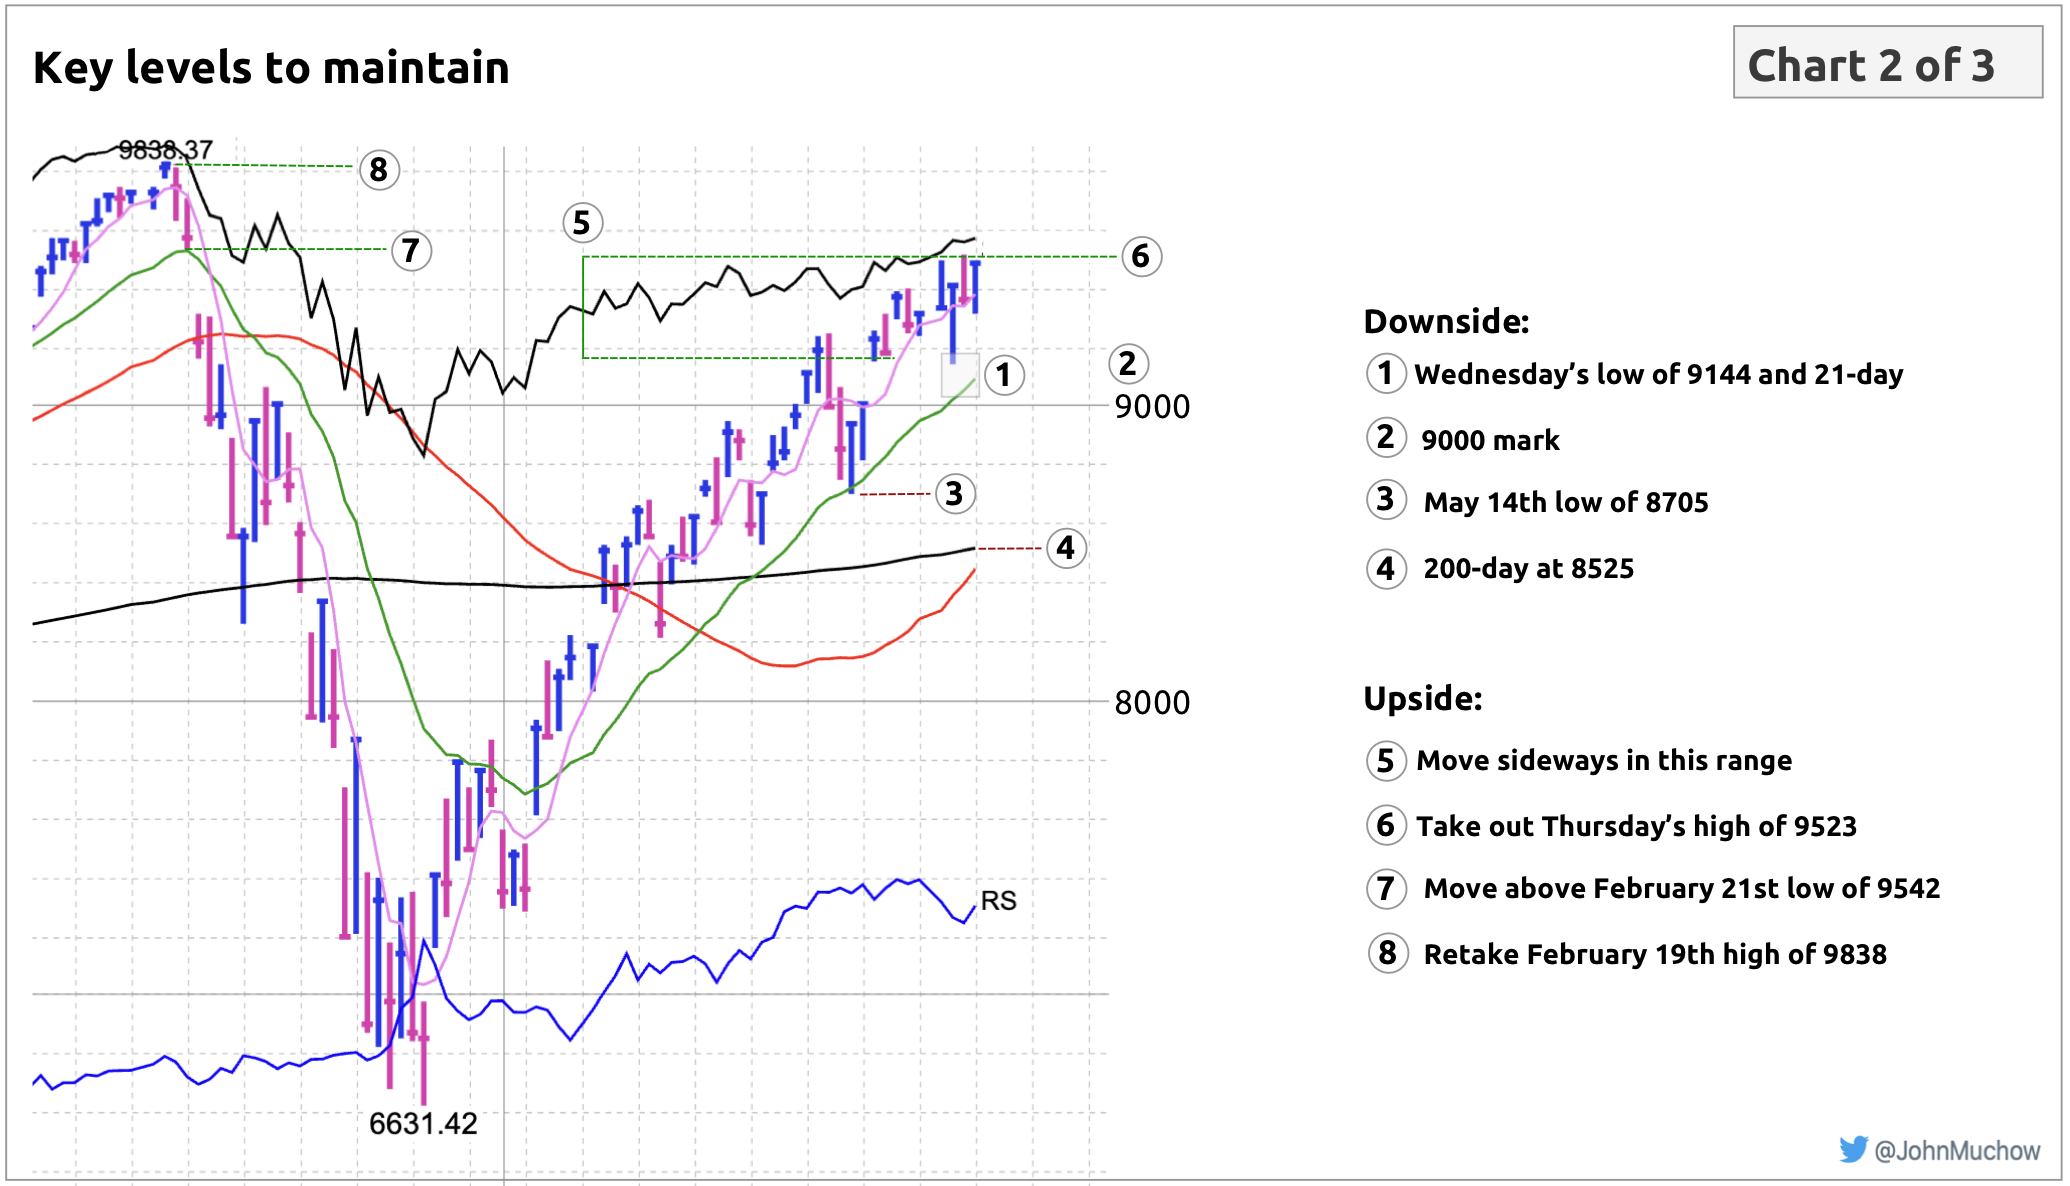 Key levels to maintain
Chart 2 of 3
9838.37
8
7
5
6
1
2
9000
3
4
8000
RS
6631.42
Downside:
1 Wednesday’s low of 9144 and 21-day
2 9000 mark
3 May 14th low of 8705
4 200-day at 8525
Upside:
5 Move sideways in this range
6 Take out Thursday’s high of 9523
7 Move above February 21st low of 9542
8 Retake February 19th high of 9838
@JohnMuchow